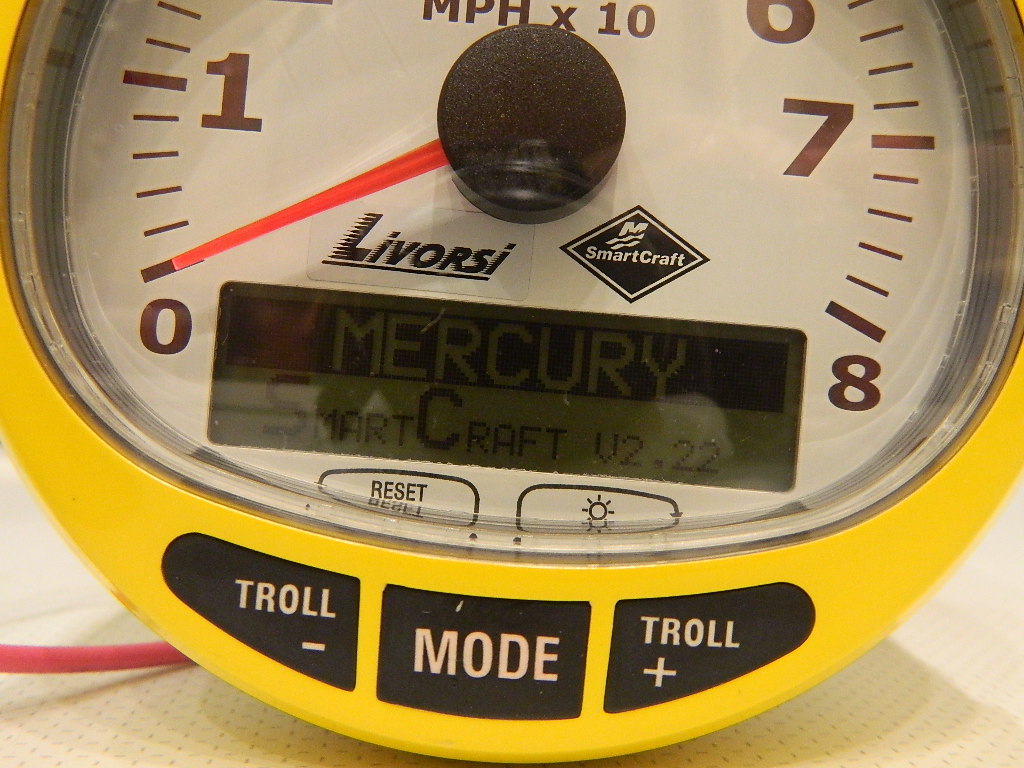 MPH x 10
6
1
7
0
8
LIVORSI
M
SmartCraft
MERCURY
SMARTCRAFT V2.22
RESET
TROLL
-
MODE
TROLL
+